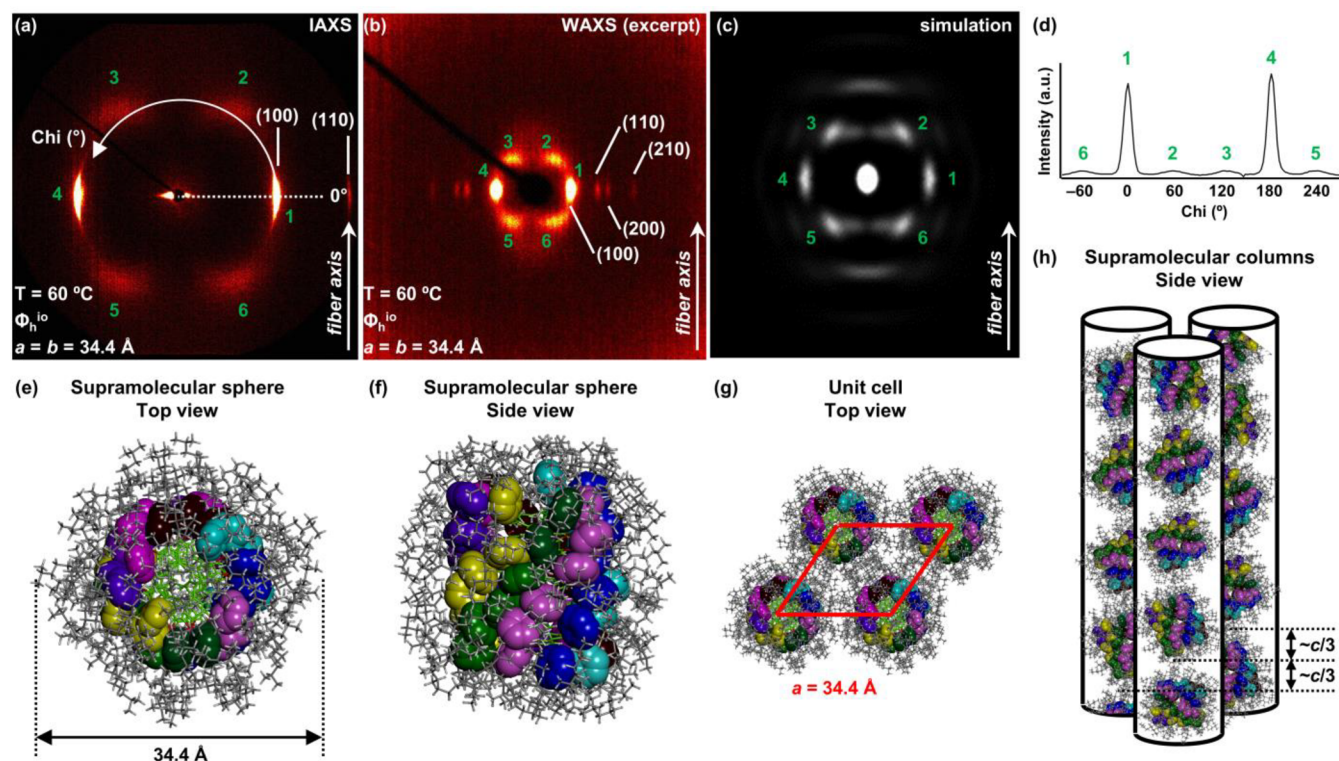 (a)
IAXS
3
2
(100)
(110)
Chi (°)
4
0°
1
T = 60 ºC
Φh^io
a = b = 34.4 Å
5
6
fiber axis
(b)
WAXS (excerpt)
(110)
(210)
3
2
4
1
5
6
(200)
(100)
T = 60 ºC
Φh^io
a = b = 34.4 Å
fiber axis
(c)
simulation
3
2
4
1
5
6
fiber axis
(d)
Intensity (a.u.)
1
4
6
2
3
5
–60
0
60
120
180
240
Chi (º)
(e)
Supramolecular sphere
Top view
34.4 Å
(f)
Supramolecular sphere
Side view
(g)
Unit cell
Top view
a = 34.4 Å
(h)
Supramolecular columns
Side view
~c/3
~c/3